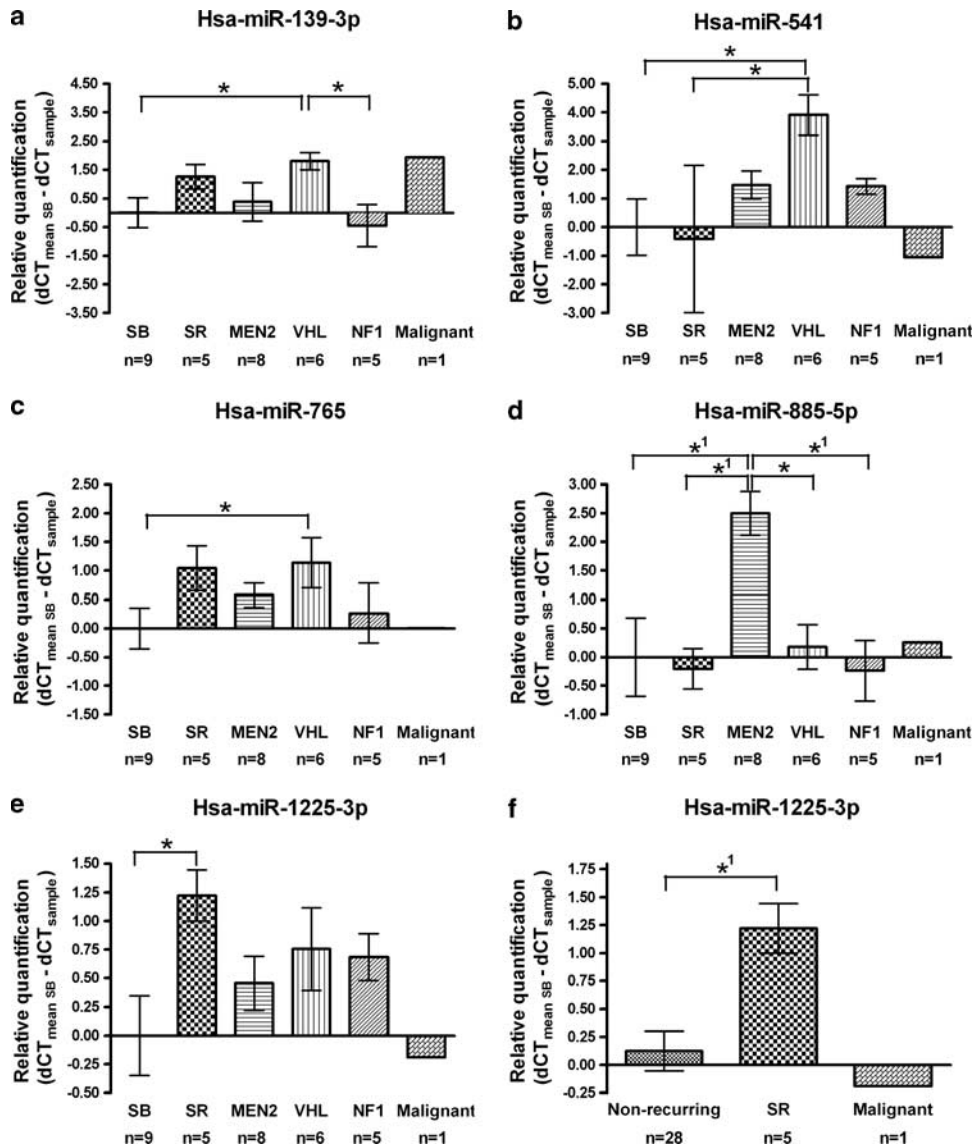 a
Hsa-miR-139-3p
Relative quantification
(dCTmean SB - dCTsample)
4.50
3.50
2.50
1.50
0.50
-0.50
-1.50
-2.50
-3.50
* *
SB SR MEN2 VHL NF1 Malignant
n=9 n=5 n=8 n=6 n=5 n=1
b
Hsa-miR-541
Relative quantification
(dCTmean SB - dCTsample)
5.00
4.00
3.00
2.00
1.00
0.00
-1.00
-2.00
-3.00
*
*
SB SR MEN2 VHL NF1 Malignant
n=9 n=5 n=8 n=6 n=5 n=1
c
Hsa-miR-765
Relative quantification
(dCTmean SB - dCTsample)
2.50
2.00
1.50
1.00
0.50
0.00
-0.50
-1.00
-1.50
*
SB SR MEN2 VHL NF1 Malignant
n=9 n=5 n=8 n=6 n=5 n=1
d
Hsa-miR-885-5p
Relative quantification
(dCTmean SB - dCTsample)
3.00
2.50
2.00
1.50
1.00
0.50
0.00
-0.50
-1.00
*1 *1
*1 *
SB SR MEN2 VHL NF1 Malignant
n=9 n=5 n=8 n=6 n=5 n=1
e
Hsa-miR-1225-3p
Relative quantification
(dCTmean SB - dCTsample)
1.50
1.25
1.00
0.75
0.50
0.25
0.00
-0.25
-0.50
*
SB SR MEN2 VHL NF1 Malignant
n=9 n=5 n=8 n=6 n=5 n=1
f
Hsa-miR-1225-3p
Relative quantification
(dCTmean SB - dCTsample)
1.75
1.50
1.25
1.00
0.75
0.50
0.25
0.00
-0.25
*1
Non-recurring SR Malignant
n=28 n=5 n=1